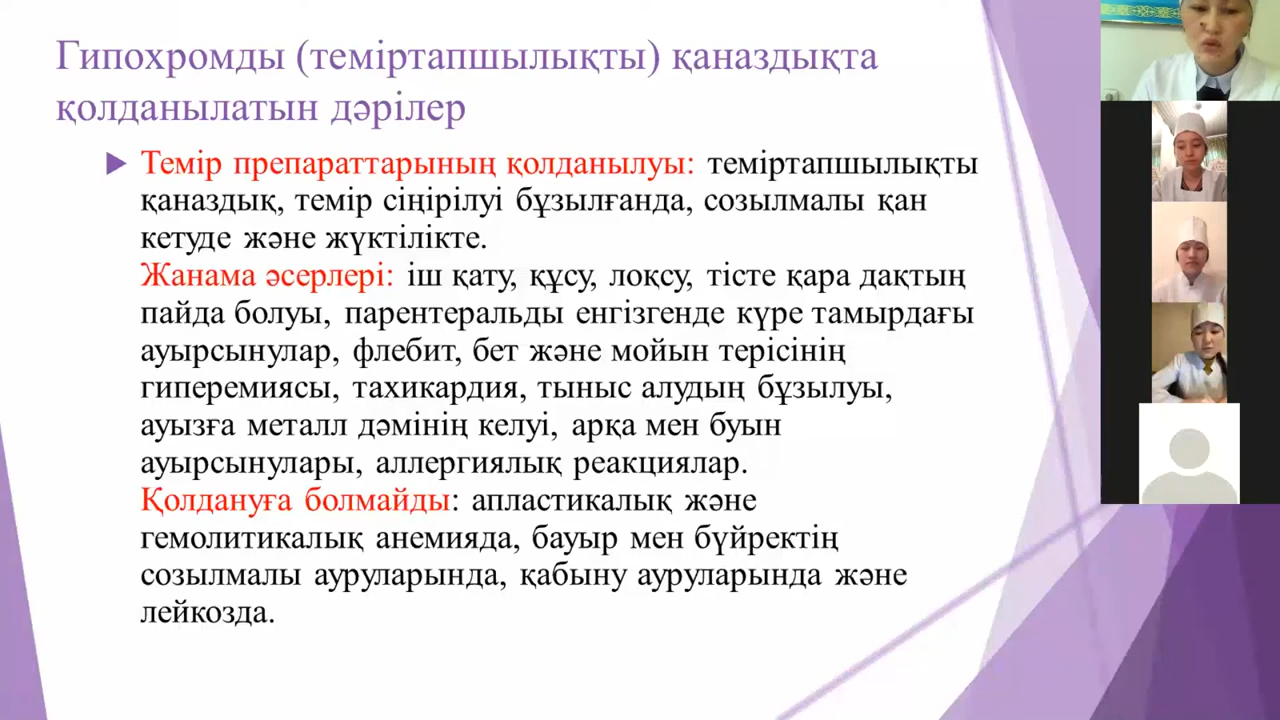 Гипохромды (теміртапшылықты) қаназдықта
қолданылатын дәрілер
Темір препараттарының қолданылуы: теміртапшылықты
қаназдық, темір сіңірілуі бұзылғанда, созылмалы қан
кетуде және жүктілікте.
Жанама әсерлері: іш қату, құсу, лоқсу, тісте қара дақтың
пайда болуы, парентеральды енгізгенде күре тамырдағы
ауырсынулар, флебит, бет және мойын терісінің
гиперемиясы, тахикардия, тыныс алудың бұзылуы,
ауызға металл дәмінің келуі, арқа мен буын
ауырсынулары, аллергиялық реакциялар.
Қолдануға болмайды: апластикалық және
гемолитикалық анемияда, бауыр мен бүйректің
созылмалы ауруларында, қабыну ауруларында және
лейкозда.